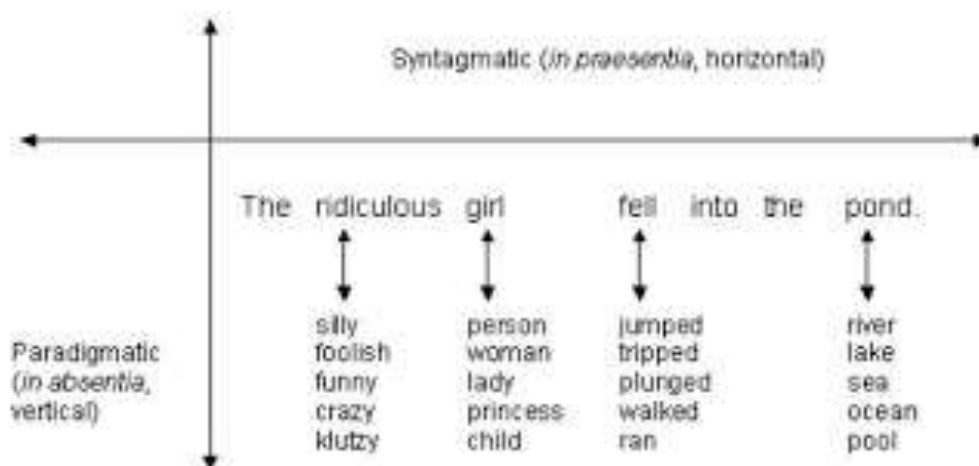 Syntagmatic (in praesentia, horizontal)
The ridiculous girl fell into the pond.
silly person jumped river
foolish woman tripped lake
funny lady plunged sea
crazy princess walked ocean
klutzy child ran pool
Paradigmatic
(in absentia,
vertical)